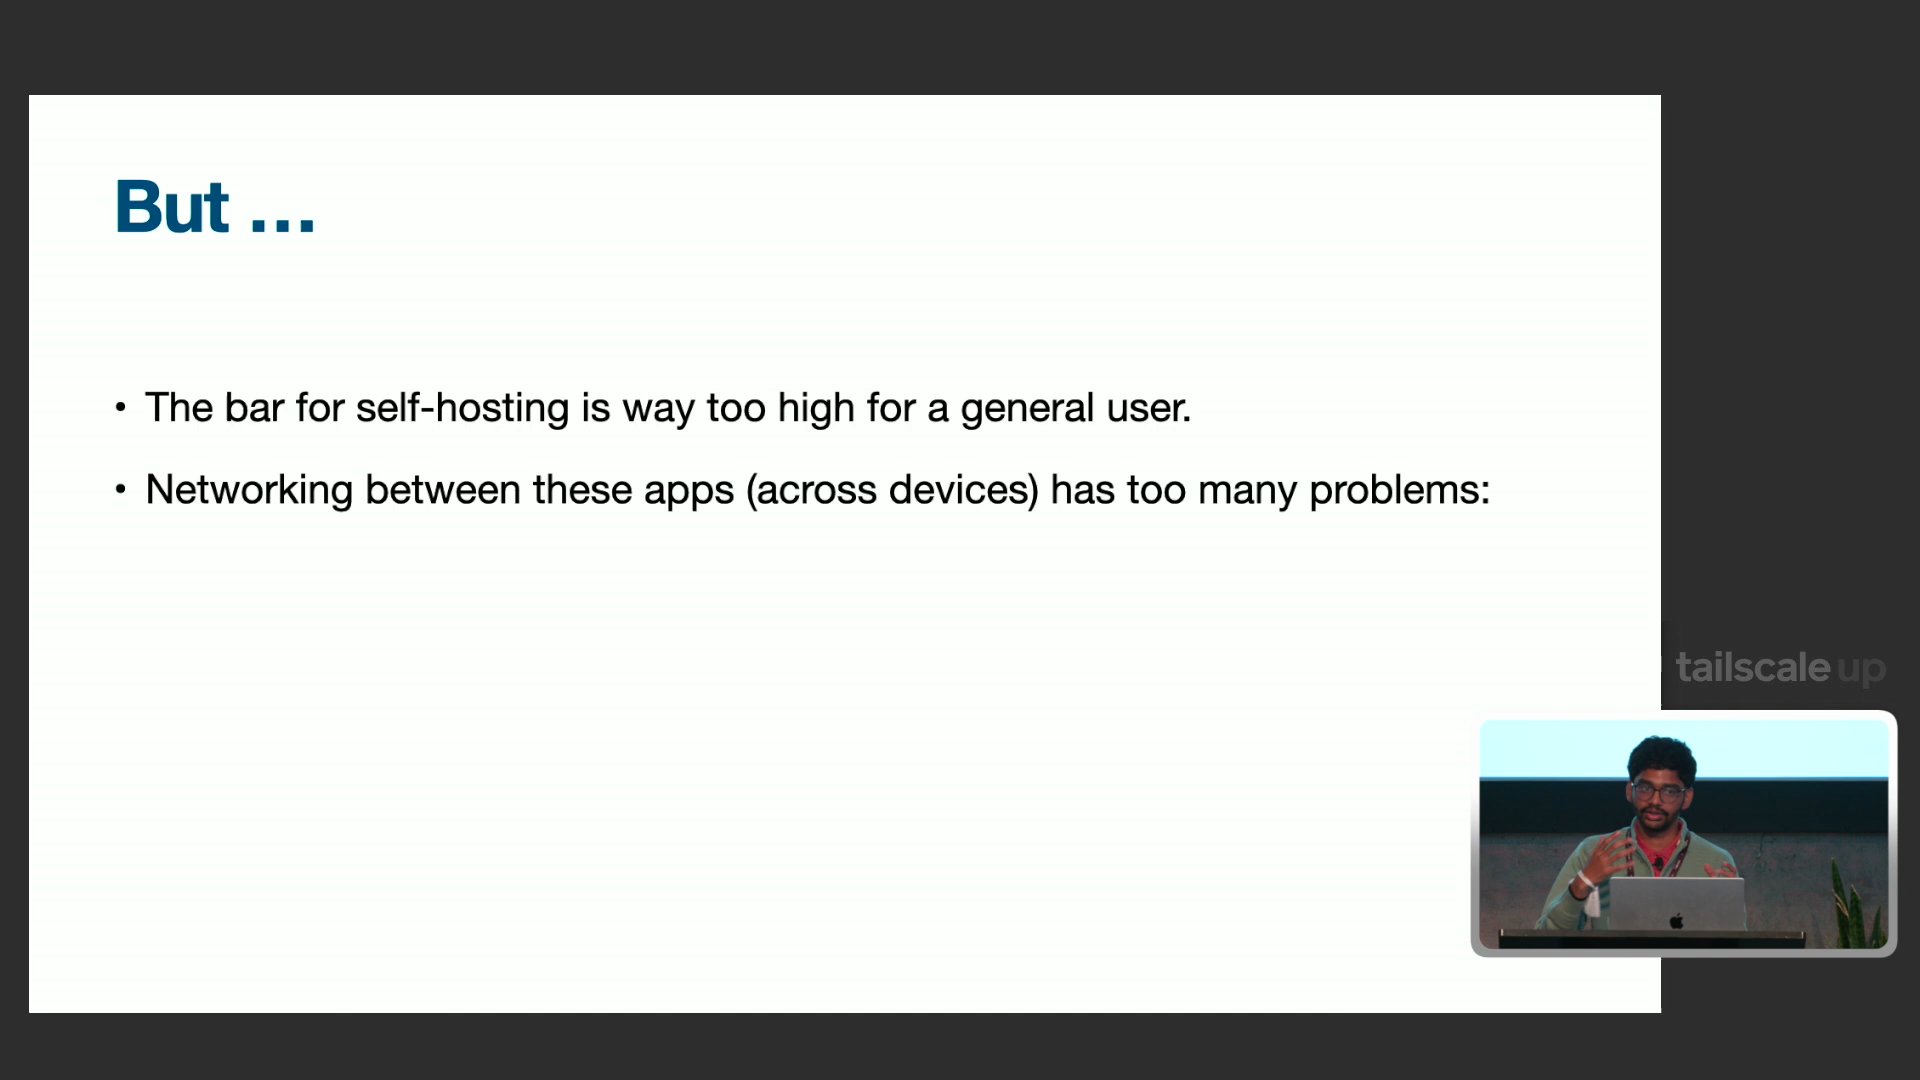 But ...
• The bar for self-hosting is way too high for a general user.
• Networking between these apps (across devices) has too many problems:
tailscale up